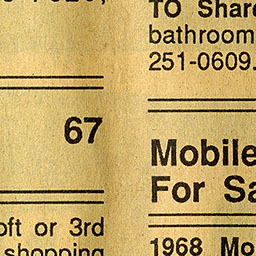 67
oft or 3rd
shopping
TO Share
bathroom
251-0609.
Mobile
For Sa
1968 Mo